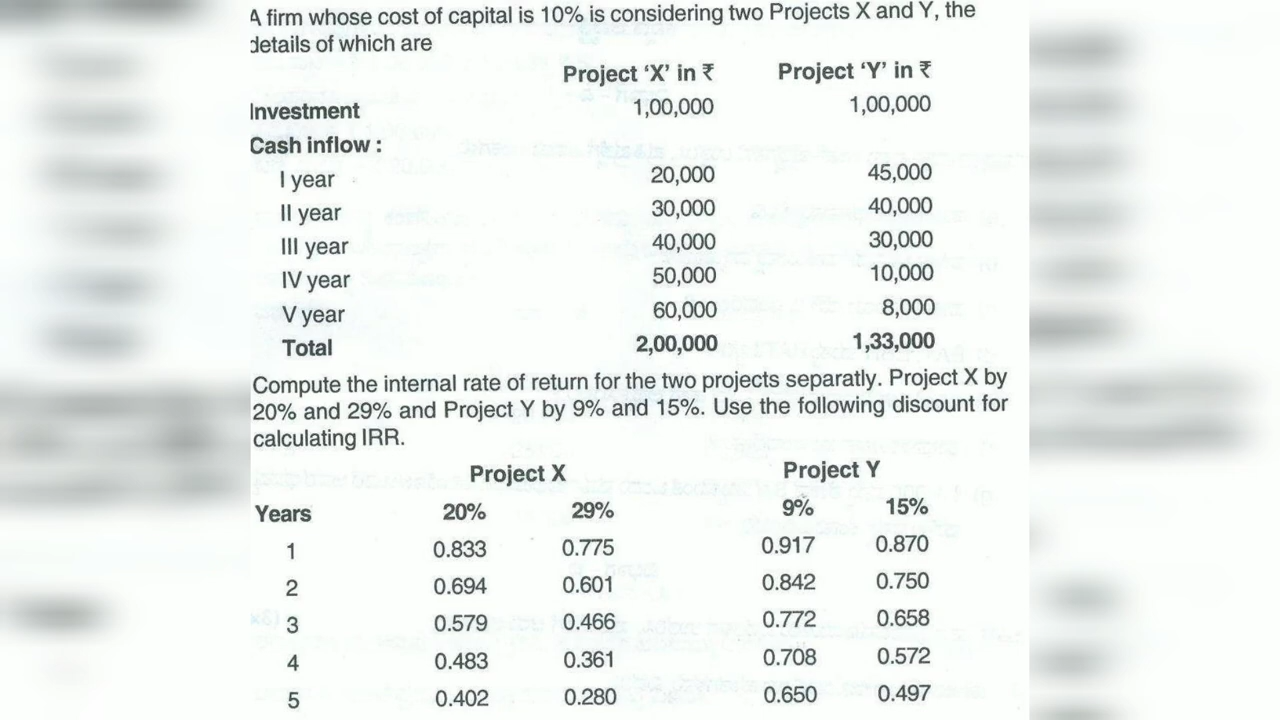 A firm whose cost of capital is 10% is considering two Projects X and Y, the
details of which are
Project ‘X’ in ₹ Project ‘Y’ in ₹
Investment 1,00,000 1,00,000
Cash inflow :
I year 20,000 45,000
II year 30,000 40,000
III year 40,000 30,000
IV year 50,000 10,000
V year 60,000 8,000
Total 2,00,000 1,33,000
Compute the internal rate of return for the two projects separatly. Project X by
20% and 29% and Project Y by 9% and 15%. Use the following discount for
calculating IRR.
Project X Project Y
Years 20% 29% 9% 15%
1 0.833 0.775 0.917 0.870
2 0.694 0.601 0.842 0.750
3 0.579 0.466 0.772 0.658
4 0.483 0.361 0.708 0.572
5 0.402 0.280 0.650 0.497